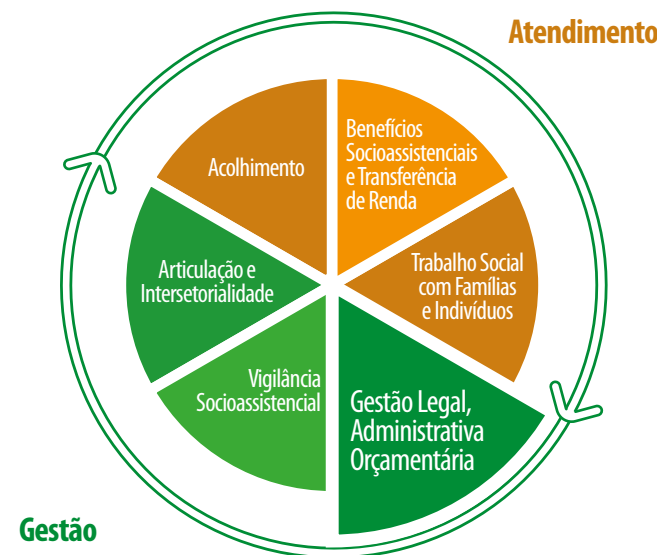 Atendimento
Benefícios
Socioassistenciais
e Transferência
de Renda
Acolhimento
Trabalho Social
com Famílias
e Indivíduos
Articulação e
Intersetorialidade
Vigilância
Socioassistencial
Gestão Legal,
Administrativa
Orçamentária
Gestão